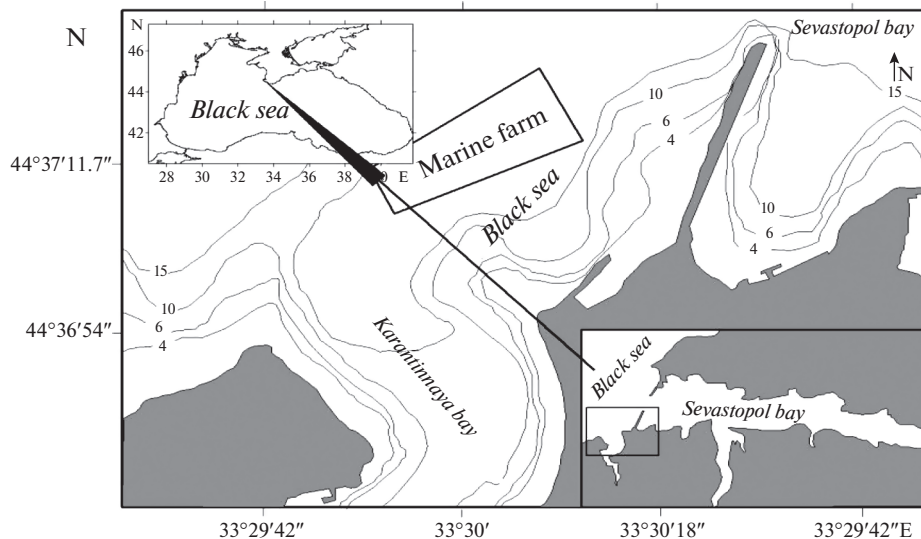 N
Sevastopol bay
N
46
44
42
N
Black sea
28 30 32 34 36 38 40 E
Marine farm
Black sea
10
6
4
15
N
10
6
4
44°37′11.7″
15
10
6
4
44°36′54″
Karantinnaya bay
Black sea
Sevastopol bay
33°29′42″ 33°30′ 33°30′18″ 33°29′42″E